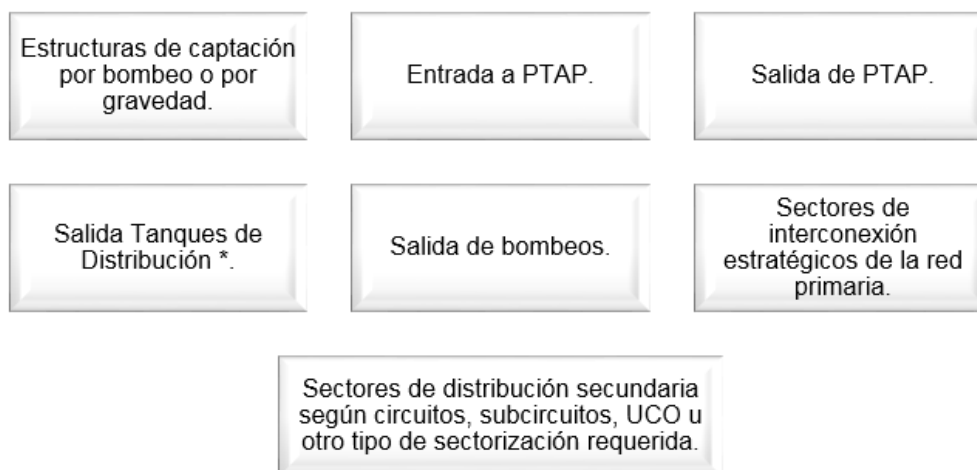 Estructuras de captación
por bombeo o por
gravedad.
Entrada a PTAP.
Salida de PTAP.
Salida Tanques de
Distribución *.
Salida de bombeos.
Sectores de
interconexión
estratégicos de la red
primaria.
Sectores de distribución secundaria
según circuitos, subcircuitos, UCO u
otro tipo de sectorización requerida.